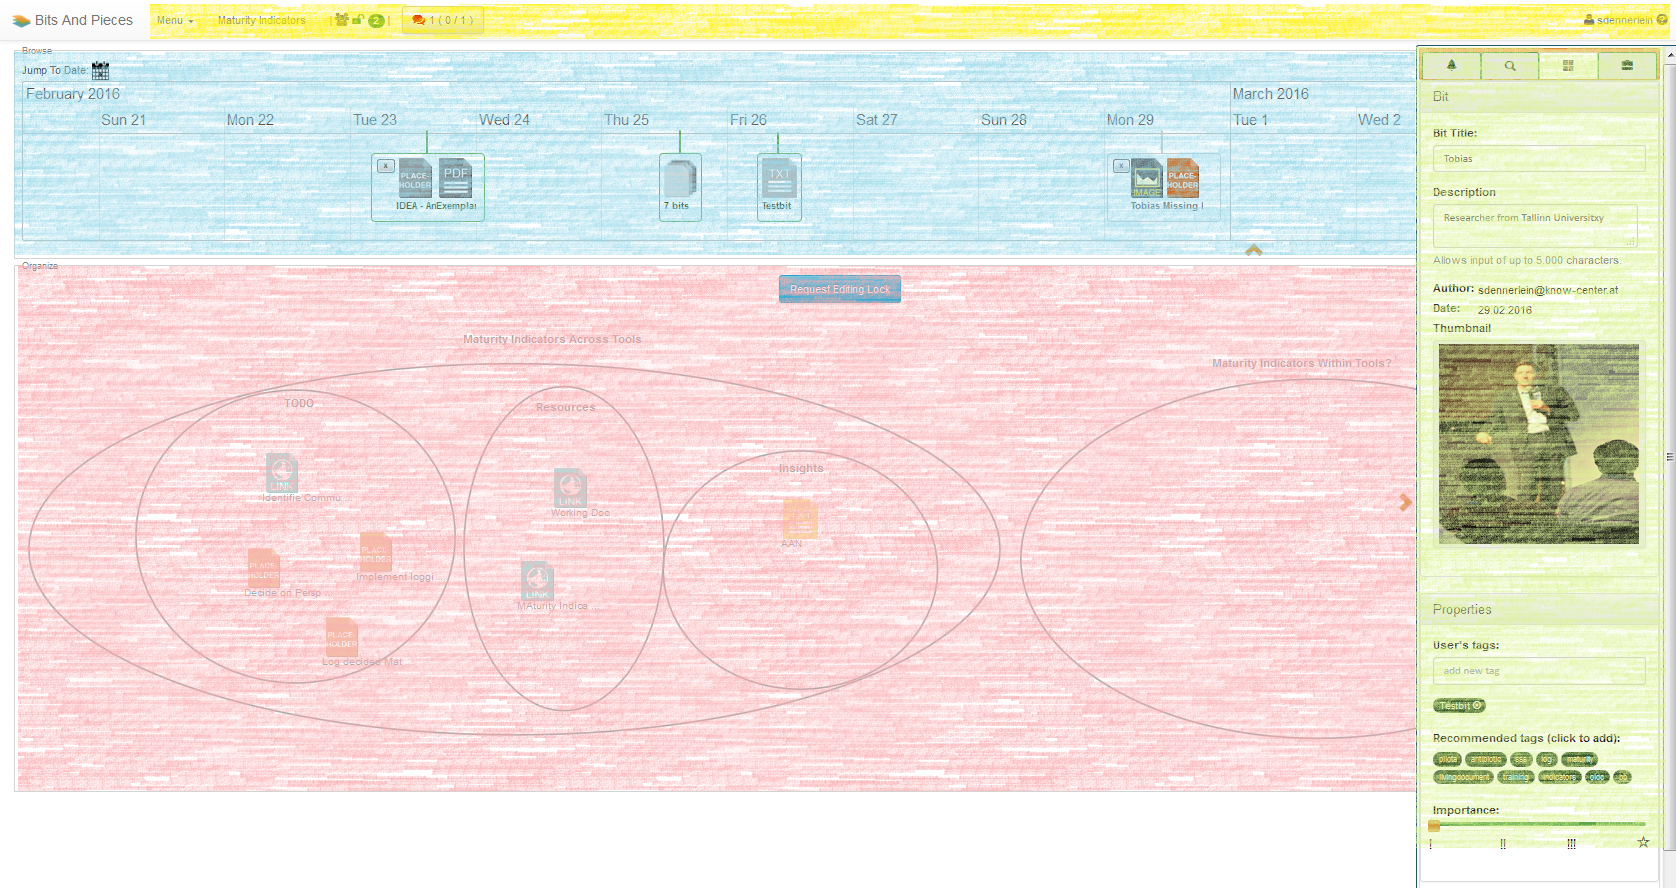 Bits And Pieces
Menu
Maturity Indicators
2
1 ( 0 / 1 )
sdennerlein
Browse
Jump To Date:
February 2016
March 2016
Sun 21
Mon 22
Tue 23
Wed 24
Thu 25
Fri 26
Sat 27
Sun 28
Mon 29
Tue 1
Wed 2
x
PLACE-HOLDER
PDF
IDEA - AnExemplar
7 bits
TXT
Testbit
x
IMAGE
PLACE-HOLDER
Tobias Missing I
Organize
Request Editing Lock
Maturity Indicators Across Tools
Maturity Indicators Within Tools?
TODO
Resources
Insights
LINK
Identifie Commu ...
LINK
Working Doc
AAN
PLACE-HOLDER
Decide on Persp ...
PLACE-HOLDER
Implement loggi
LINK
MAturity Indica ...
PLACE-HOLDER
Log decided Mat
Bit
Bit Title:
Tobias
Description
Researcher from Tallinn Universitxy
Allows input of up to 5.000 characters.
Author: sdennerlein@know-center.at
Date: 29.02.2016
Thumbnail
Properties
User's tags:
add new tag
Testbit
Recommended tags (click to add):
pilots antibiotic sss log maturity
livingdocument training indicators
Importance:
| || |||